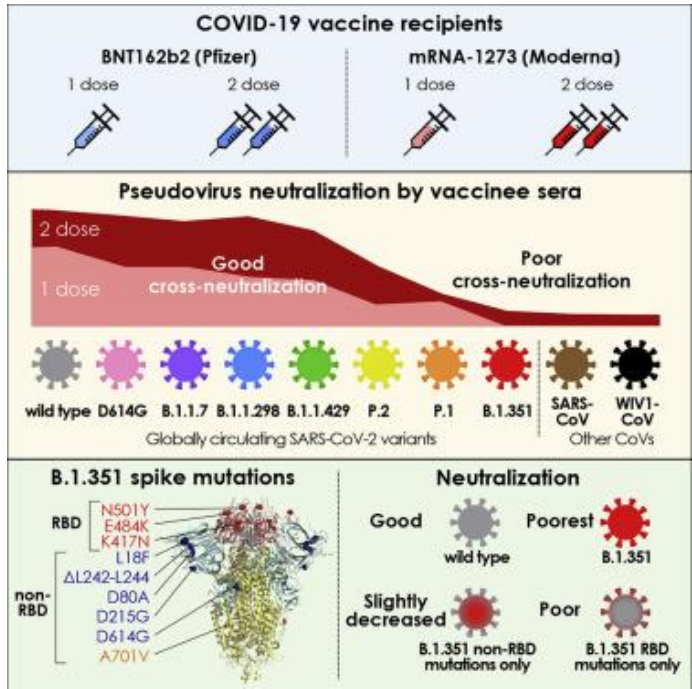 COVID-19 vaccine recipients
BNT162b2 (Pfizer)
1 dose
2 dose
mRNA-1273 (Moderna)
1 dose
2 dose
Pseudovirus neutralization by vaccinee sera
2 dose
1 dose
Good
cross-neutralization
Poor
cross-neutralization
wild type
D614G
B.1.1.7
B.1.1.298
B.1.1.429
P.2
P.1
B.1.351
SARS-
CoV
WIV1-
CoV
Globally circulating SARS-CoV-2 variants
Other CoVs
B.1.351 spike mutations
RBD
N501Y
E484K
K417N
non-
RBD
L18F
ΔL242-L244
D80A
D215G
D614G
A701V
Neutralization
Good
wild type
Poorest
B.1.351
Slightly
decreased
B.1.351 non-RBD
mutations only
Poor
B.1.351 RBD
mutations only